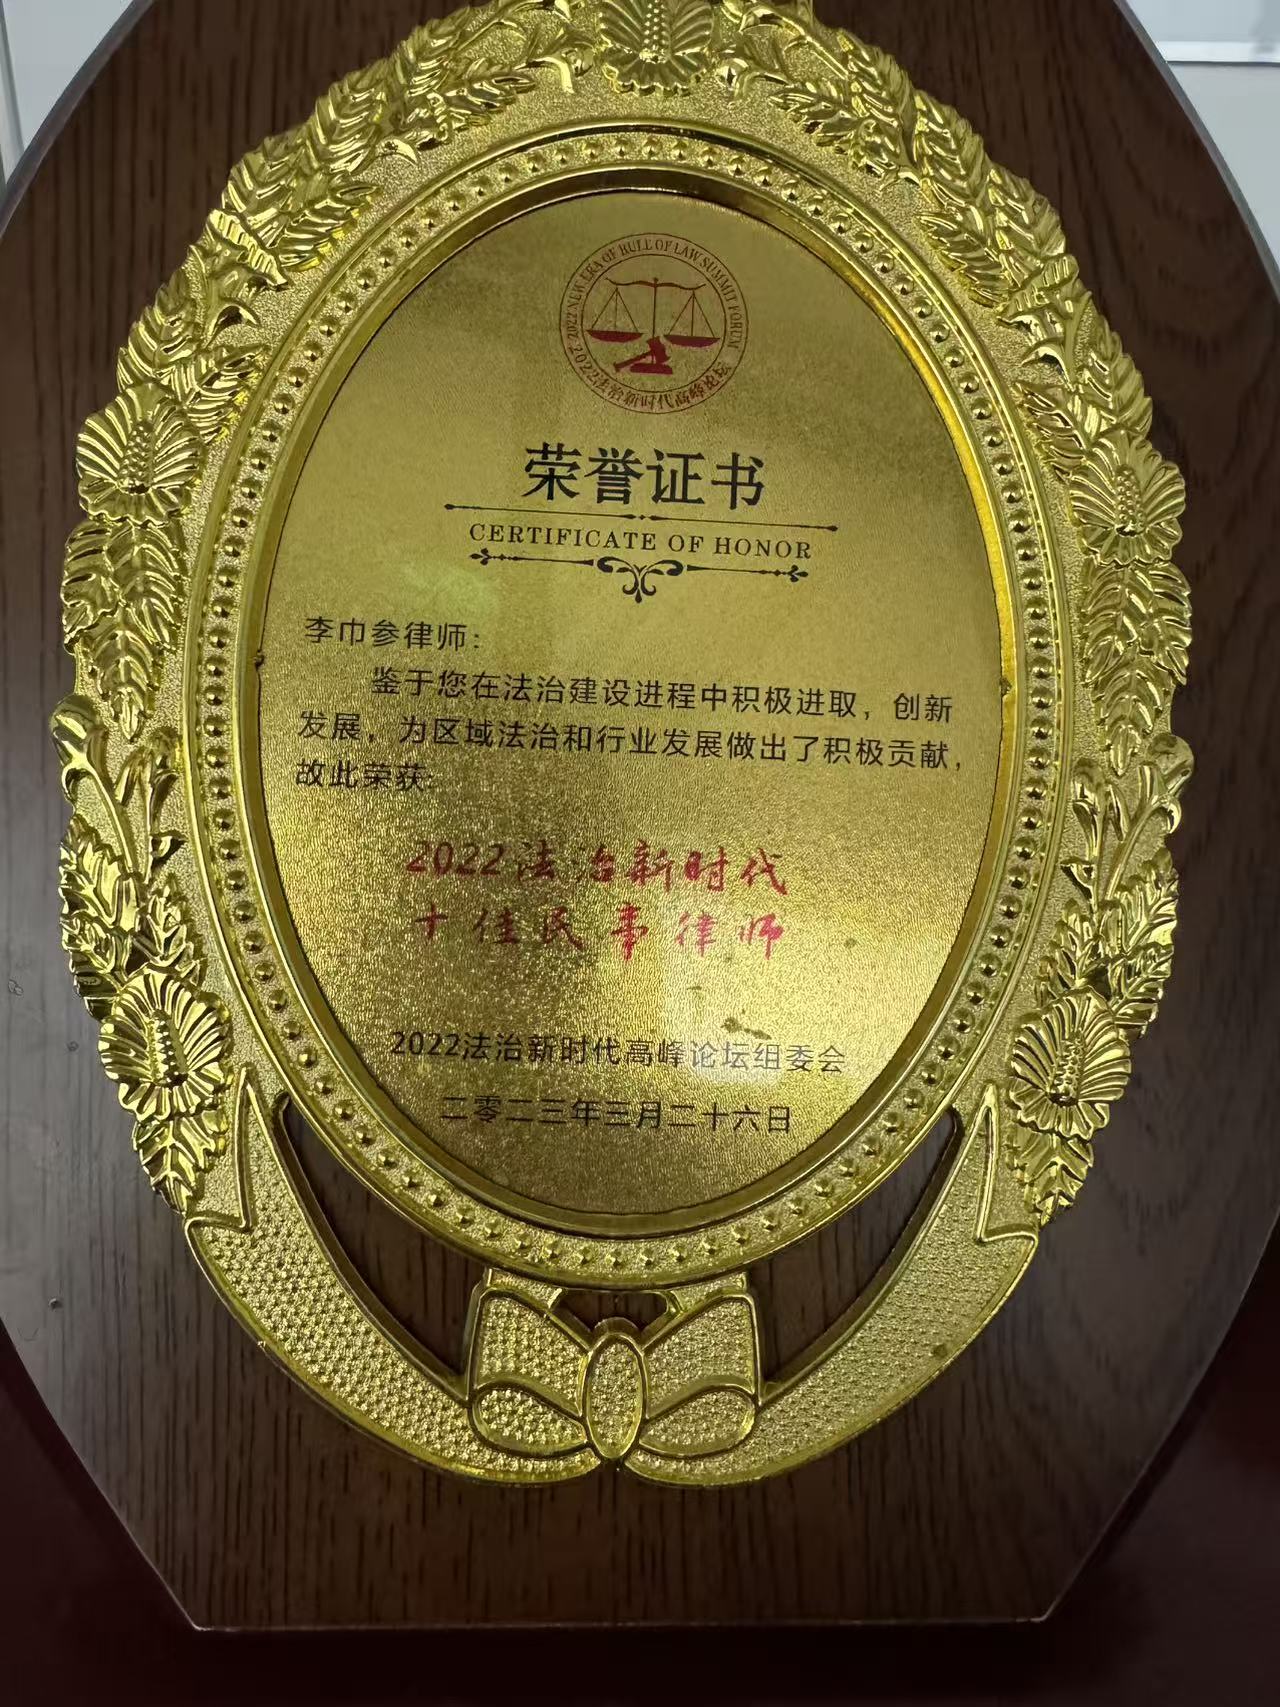 2022 NEW ERA OF RULE OF LAW SUMMIT FORUM
2022法治新时代高峰论坛
荣誉证书
CERTIFICATE OF HONOR
李巾参律师：
鉴于您在法治建设进程中积极进取，创新
发展，为区域法治和行业发展做出了积极贡献，
故此荣获：
2022法治新时代
十佳民事律师
2022法治新时代高峰论坛组委会
二零二三年三月二十六日